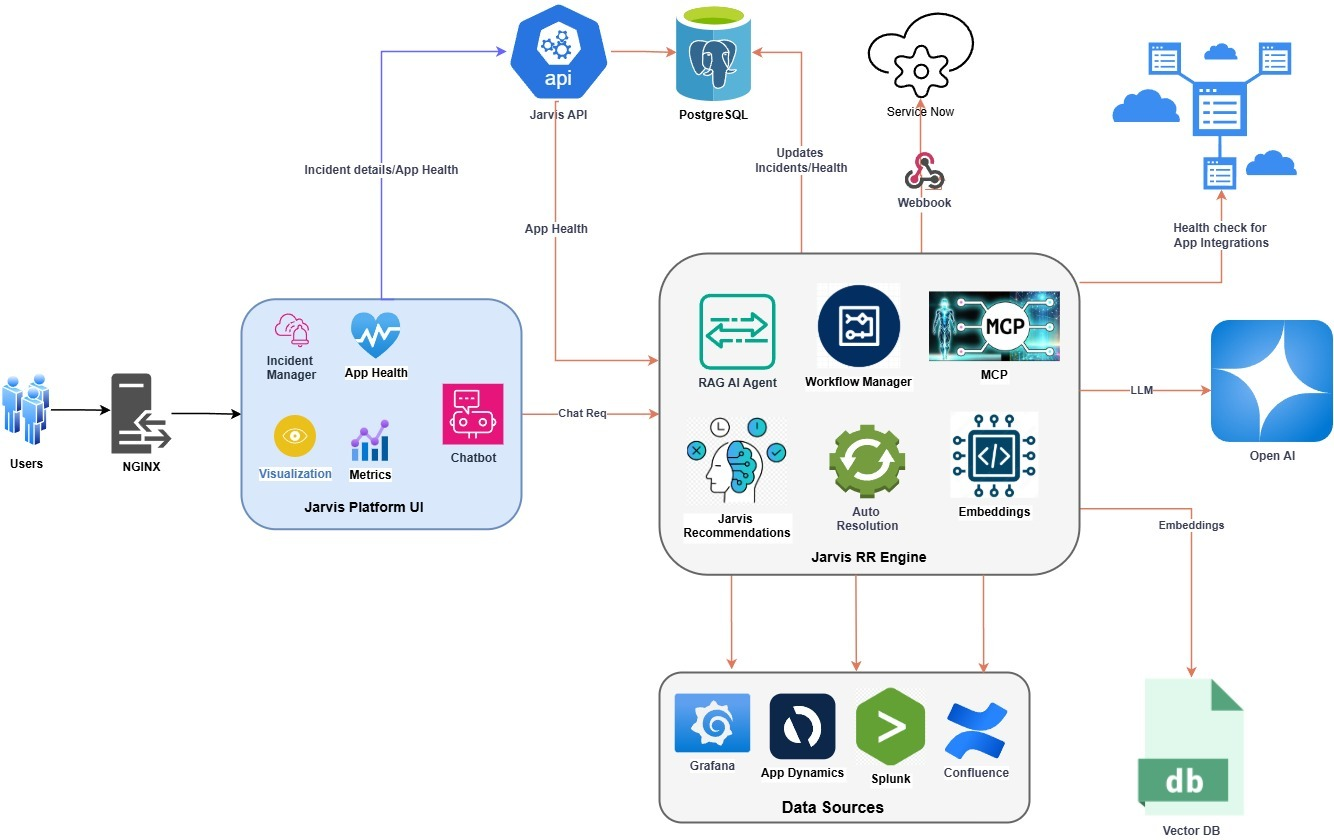 api
Jarvis API
PostgreSQL
Service Now
Incident details/App Health
Updates
Incidents/Health
Webbook
App Health
Health check for
App Integrations
Incident
Manager
App Health
RAG AI Agent
Workflow Manager
MCP
MCP
LLM
Chat Req
Users
NGINX
Visualization
Metrics
Chatbot
Jarvis Platform UI
Open AI
Jarvis
Recommendations
Auto
Resolution
Embeddings
Jarvis RR Engine
Embeddings
Grafana
App Dynamics
Splunk
Confluence
Data Sources
db
Vector DB